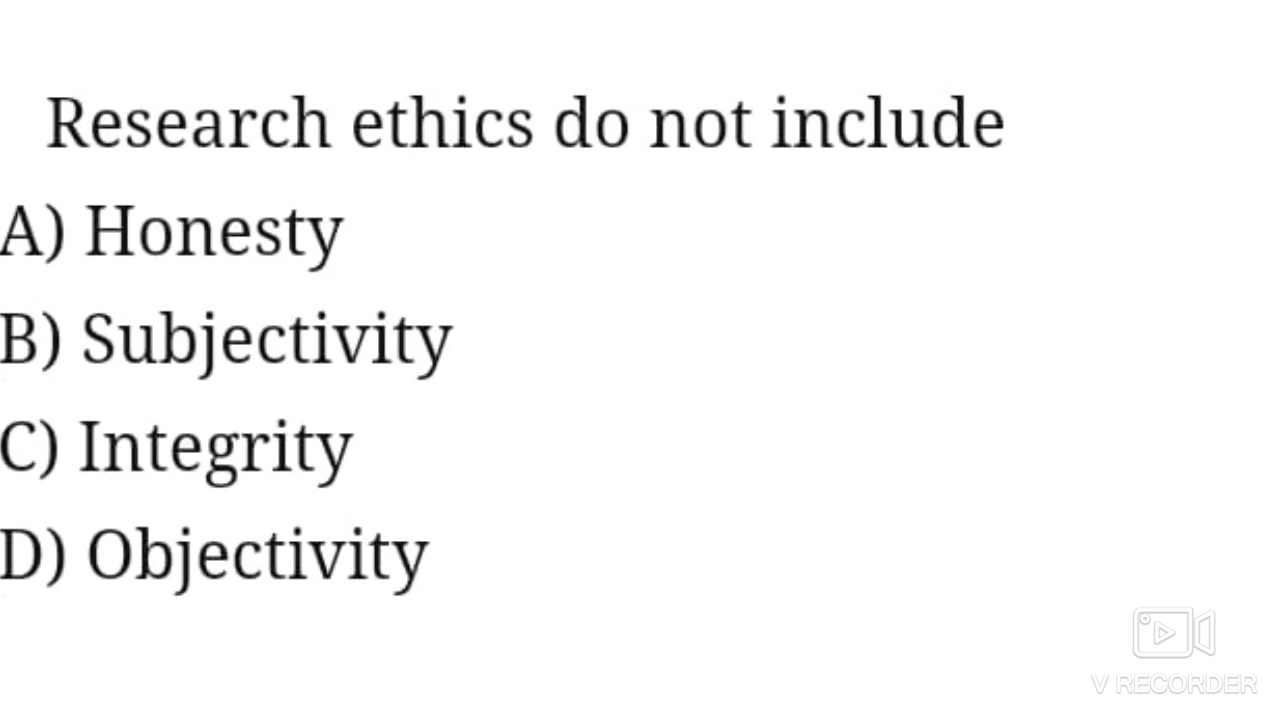 Research ethics do not include
A) Honesty
B) Subjectivity
C) Integrity
D) Objectivity
V RECORDER